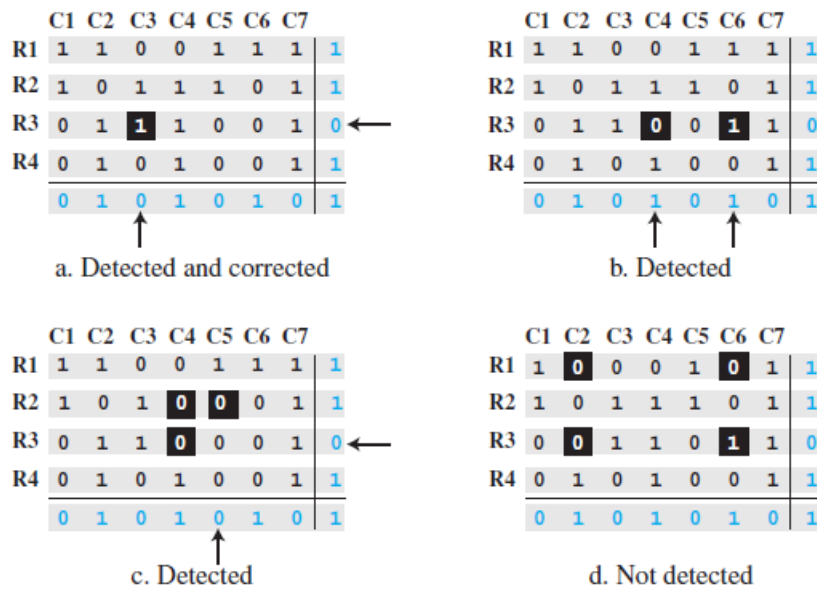 C1 C2 C3 C4 C5 C6 C7
R1 1 1 0 0 1 1 1 1
R2 1 0 1 1 1 0 1 1
R3 0 1 1 1 0 0 1 0
R4 0 1 0 1 0 0 1 1
0 1 0 1 0 1 0 1
a. Detected and corrected
C1 C2 C3 C4 C5 C6 C7
R1 1 1 0 0 1 1 1 1
R2 1 0 1 1 1 0 1 1
R3 0 1 1 0 0 1 1 0
R4 0 1 0 1 0 0 1 1
0 1 0 1 0 1 0 1
b. Detected
C1 C2 C3 C4 C5 C6 C7
R1 1 1 0 0 1 1 1 1
R2 1 0 1 0 0 0 1 1
R3 0 1 1 0 0 0 1 0
R4 0 1 0 1 0 0 1 1
0 1 0 1 0 1 0 1
c. Detected
C1 C2 C3 C4 C5 C6 C7
R1 1 0 0 0 1 0 1 1
R2 1 0 1 1 1 0 1 1
R3 0 0 1 1 0 1 1 0
R4 0 1 0 1 0 0 1 1
0 1 0 1 0 1 0 1
d. Not detected